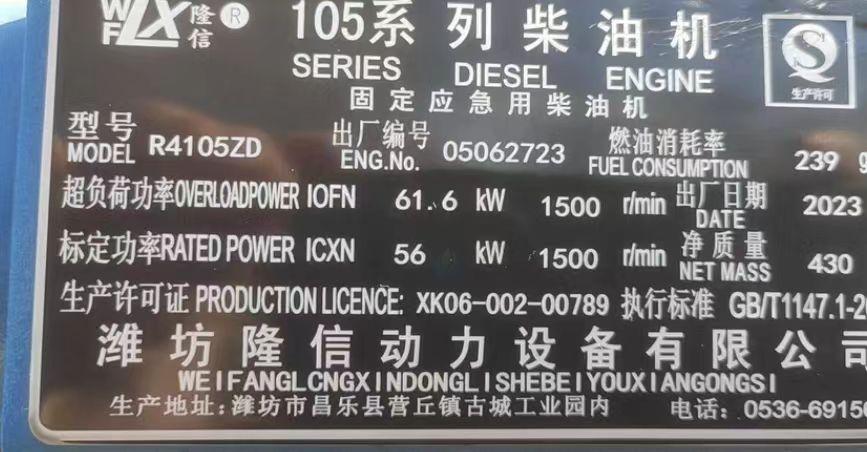 WFLX 隆信 ® 105系列柴油机
SERIES DIESEL ENGINE
固定应急用柴油机
生产许可
型号 MODEL R4105ZD 出厂编号 ENG.No. 05062723 燃油消耗率 FUEL CONSUMPTION 239 g
超负荷功率OVERLOADPOWER IOFN 61.6 kW 1500 r/min 出厂日期 DATE 2023
标定功率RATED POWER ICXN 56 kW 1500 r/min 净质量 NET MASS 430
生产许可证 PRODUCTION LICENCE: XK06-002-00789 执行标准 GB/T1147.1-2
潍坊隆信动力设备有限公司
WEIFANGLCNGXINDONGLISHEBEIYOUXIANGONGSI
生产地址:潍坊市昌乐县营丘镇古城工业园内 电话:0536-6915